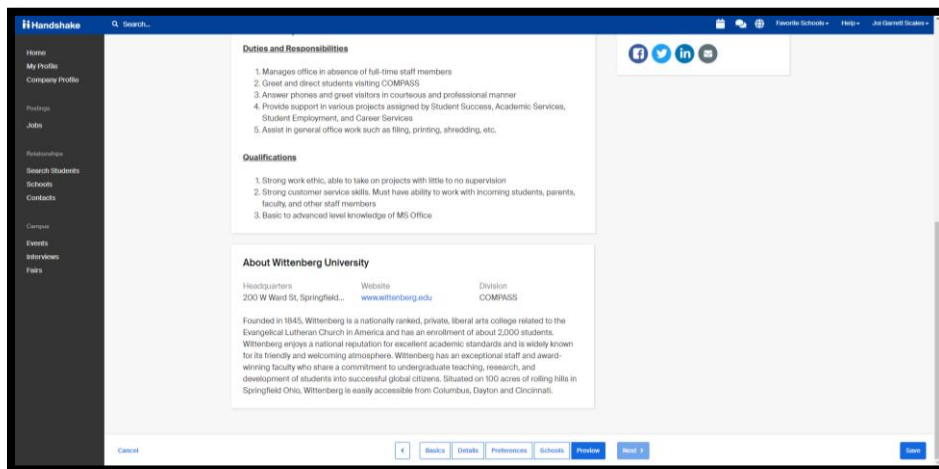 Handshake
Search...
Favorite Schools
Help
Joi Garrett Scales
Home
My Profile
Company Profile
Postings
Jobs
Relationships
Search Students
Schools
Contacts
Campus
Events
Interviews
Fairs
Duties and Responsibilities
1. Manages office in absence of full-time staff members
2. Greet and direct students visiting COMPASS
3. Answer phones and greet visitors in courteous and professional manner
4. Provide support in various projects assigned by Student Success, Academic Services,
Student Employment, and Career Services
5. Assist in general office work such as filing, printing, shredding, etc.
Qualifications
1. Strong work ethic, able to take on projects with little to no supervision
2. Strong customer service skills. Must have ability to work with incoming students, parents,
faculty, and other staff members
3. Basic to advanced level knowledge of MS Office
About Wittenberg University
Headquarters Website Division
200 W Ward St, Springfield... www.wittenberg.edu COMPASS
Founded in 1845, Wittenberg is a nationally ranked, private, liberal arts college related to the
Evangelical Lutheran Church in America and has an enrollment of about 2,000 students.
Wittenberg enjoys a national reputation for excellent academic standards and is widely known
for its friendly and welcoming atmosphere. Wittenberg has an exceptional staff and award-
winning faculty who share a commitment to undergraduate teaching, research, and
development of students into successful global citizens. Situated on 100 acres of rolling hills in
Springfield Ohio, Wittenberg is easily accessible from Columbus, Dayton and Cincinnati.
Cancel
Basics Details Preferences Schools Preview
Next
Save